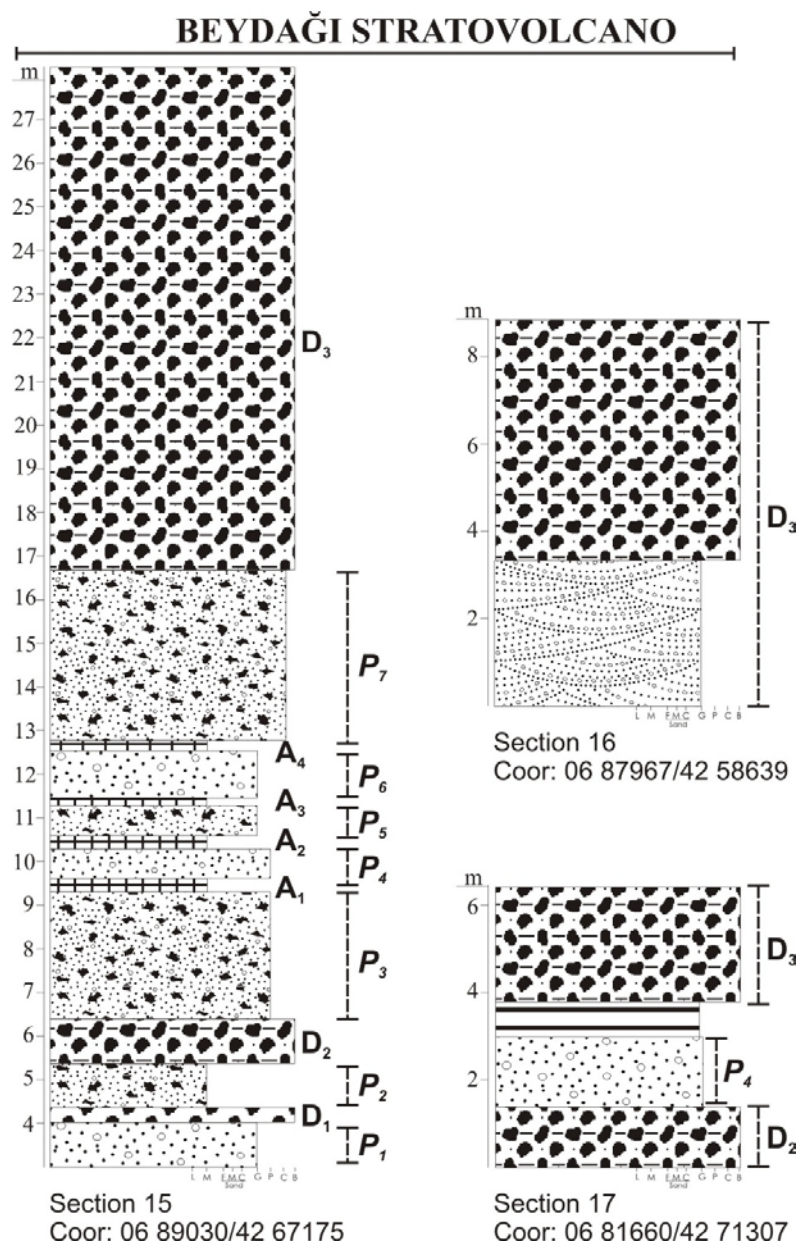 BEYDAĞI STRATOVOLCANO
m
27
26
25
24
23
22
21
20
19
18
17
16
15
14
13
12
11
10
9
8
7
6
5
4
D₃
P₇
A₄
P₆
A₃
P₅
A₂
P₄
A₁
P₃
D₂
P₂
D₁
P₁
L M F M C G P C B
Sand
Section 15
Coor: 06 89030/42 67175
m
8
6
4
2
D₃
L M F M C G P C B
Sand
Section 16
Coor: 06 87967/42 58639
m
6
4
2
D₃
P₄
D₂
L M F M C G P C B
Sand
Section 17
Coor: 06 81660/42 71307